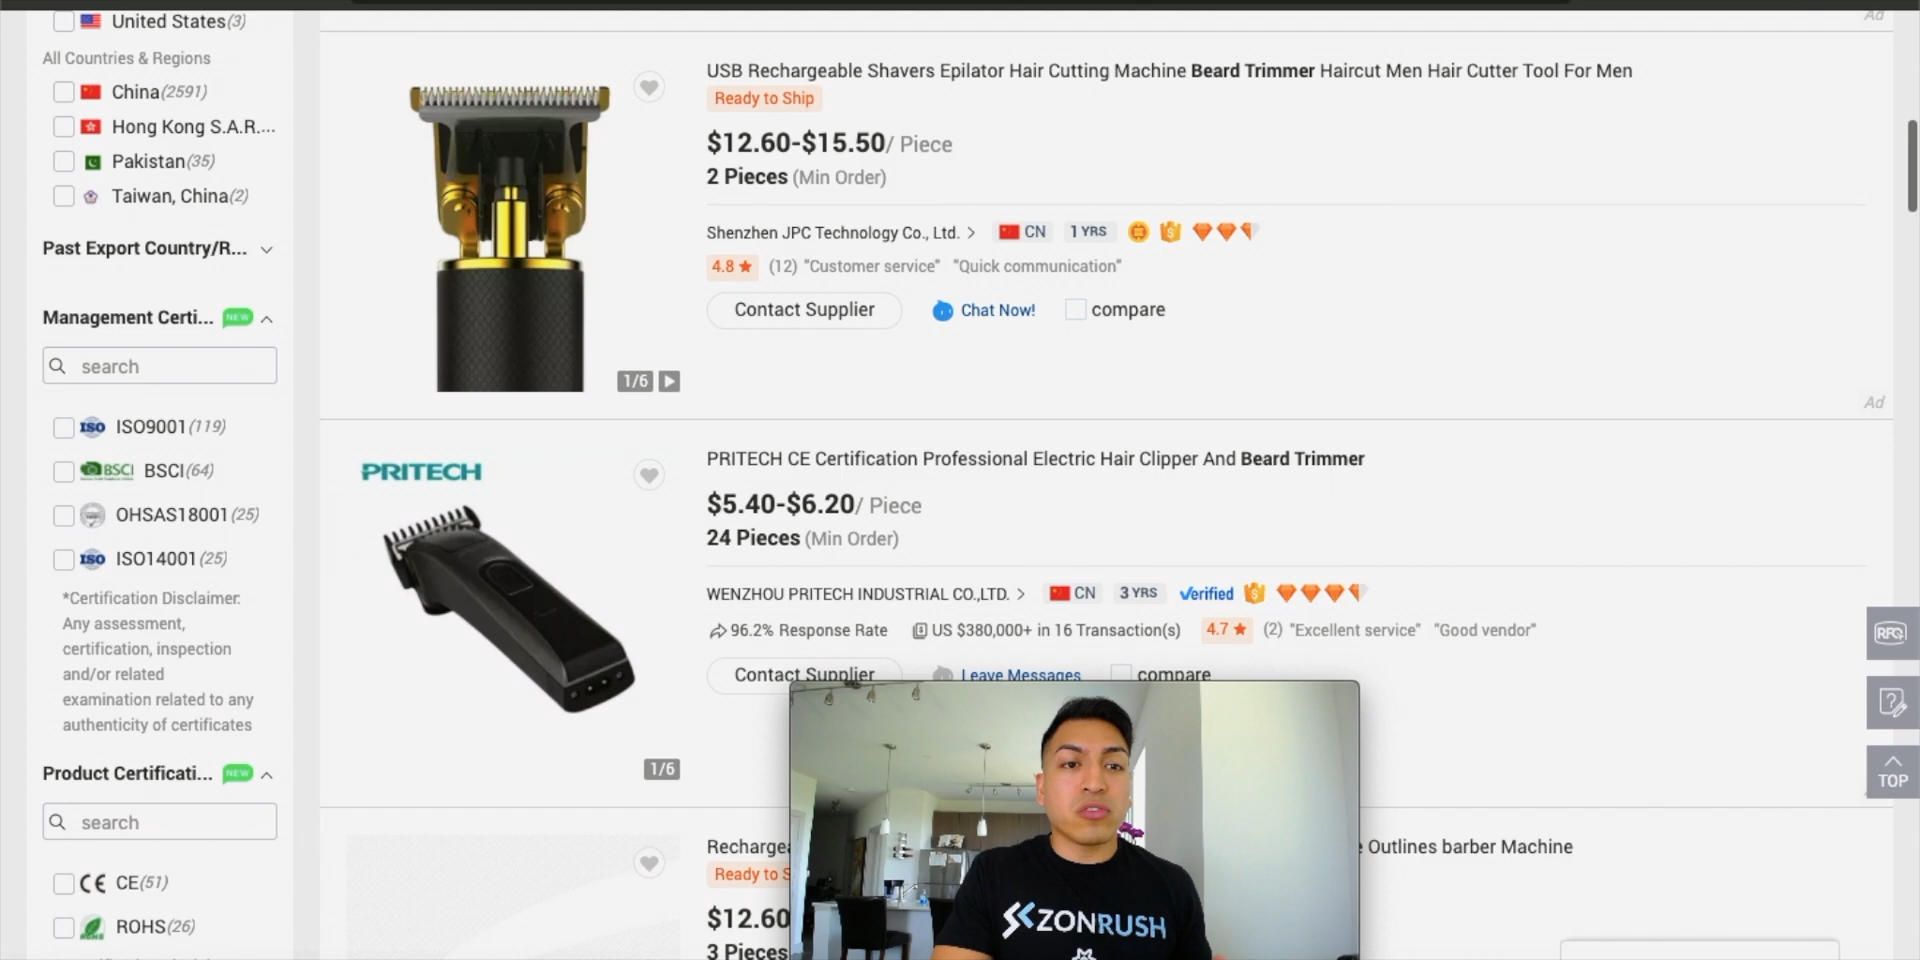 Ad
United States(3)
All Countries & Regions
China(2591)
Hong Kong S.A.R....
Pakistan(35)
Taiwan, China(2)
Past Export Country/R...
Management Certi... NEW
search
ISO ISO9001(119)
BSCI BSCI(64)
OHSAS18001(25)
ISO ISO14001(25)
*Certification Disclaimer:
Any assessment,
certification, inspection
and/or related
examination related to any
authenticity of certificates
Product Certificati... NEW
search
CE CE(51)
ROHS(26)
USB Rechargeable Shavers Epilator Hair Cutting Machine Beard Trimmer Haircut Men Hair Cutter Tool For Men
Ready to Ship
$12.60-$15.50/ Piece
2 Pieces (Min Order)
Shenzhen JPC Technology Co., Ltd. > CN 1 YRS
4.8 (12) "Customer service" "Quick communication"
Contact Supplier Chat Now! compare
1/6
Ad
PRITECH
PRITECH CE Certification Professional Electric Hair Clipper And Beard Trimmer
$5.40-$6.20/ Piece
24 Pieces (Min Order)
WENZHOU PRITECH INDUSTRIAL CO.,LTD. > CN 3 YRS Verified
96.2% Response Rate US $380,000+ in 16 Transaction(s) 4.7 (2) "Excellent service" "Good vendor"
Contact Supplier Leave Messages compare
1/6
RFQ
TOP
Outlines barber Machine
Ready to
$12.60
3 Pieces
ZONRUSH